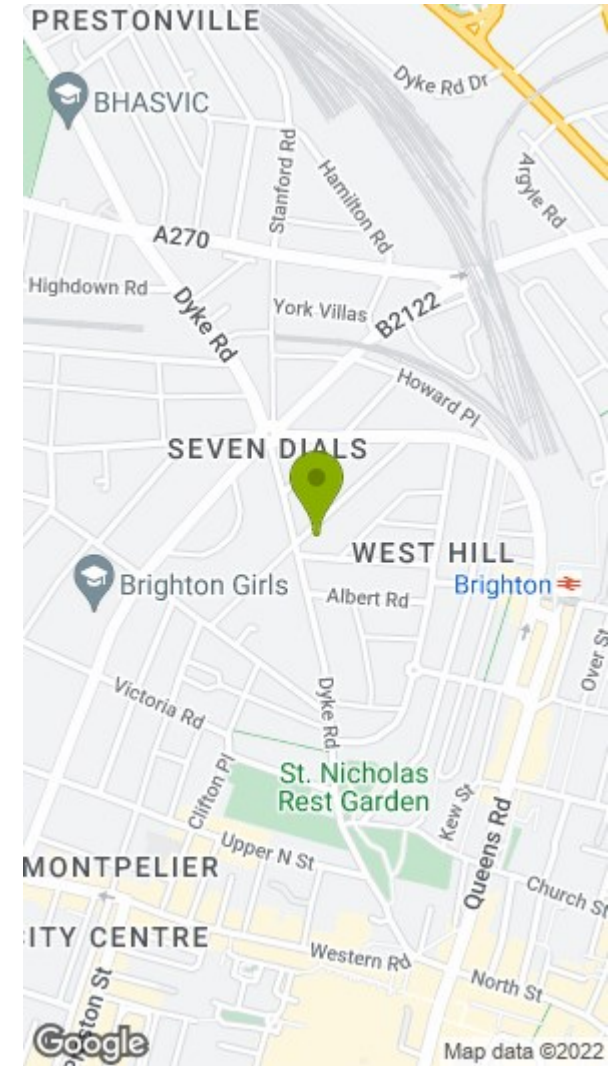 PRESTONVILLE
Dyke Rd Dr
BHASVIC
Stanford Rd
Hamilton Rd
Argyle Rd
A270
Highdown Rd
Dyke Rd
York Villas
B2122
Howard Pl
SEVEN DIALS
WEST HILL
Brighton Girls
Brighton
Albert Rd
Over St
Victoria Rd
Dyke Rd
St. Nicholas
Rest Garden
Clifton Pl
Kew St
Queens Rd
Upper N St
MONTPELIER
Church St
CITY CENTRE
Western Rd
North St
Google
Map data ©2022